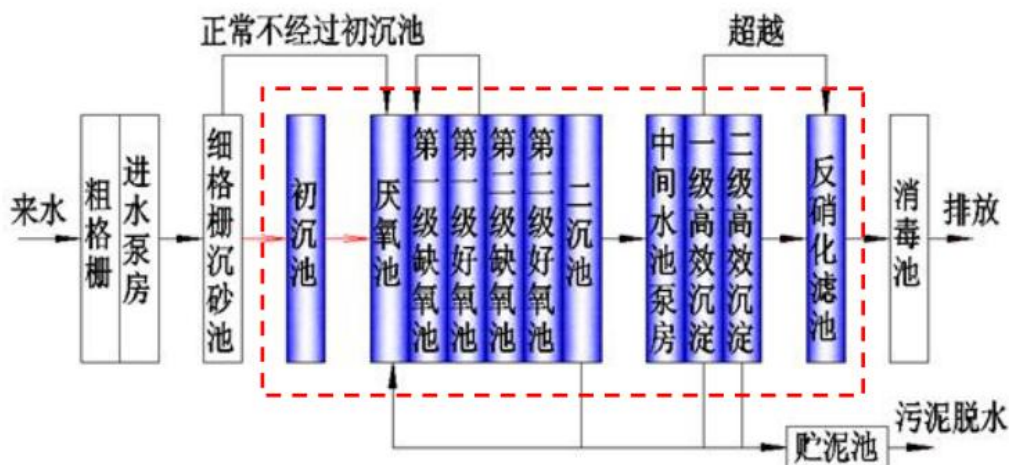 正常不经过初沉池
超越
来水
粗格栅
进水泵房
细格栅沉砂池
初沉池
厌氧池
第一级缺氧池
第一级好氧池
第二级缺氧池
第二级好氧池
二沉池
中间水池泵房
一级高效沉淀
二级高效沉淀
反硝化滤池
消毒池
排放
贮泥池
污泥脱水